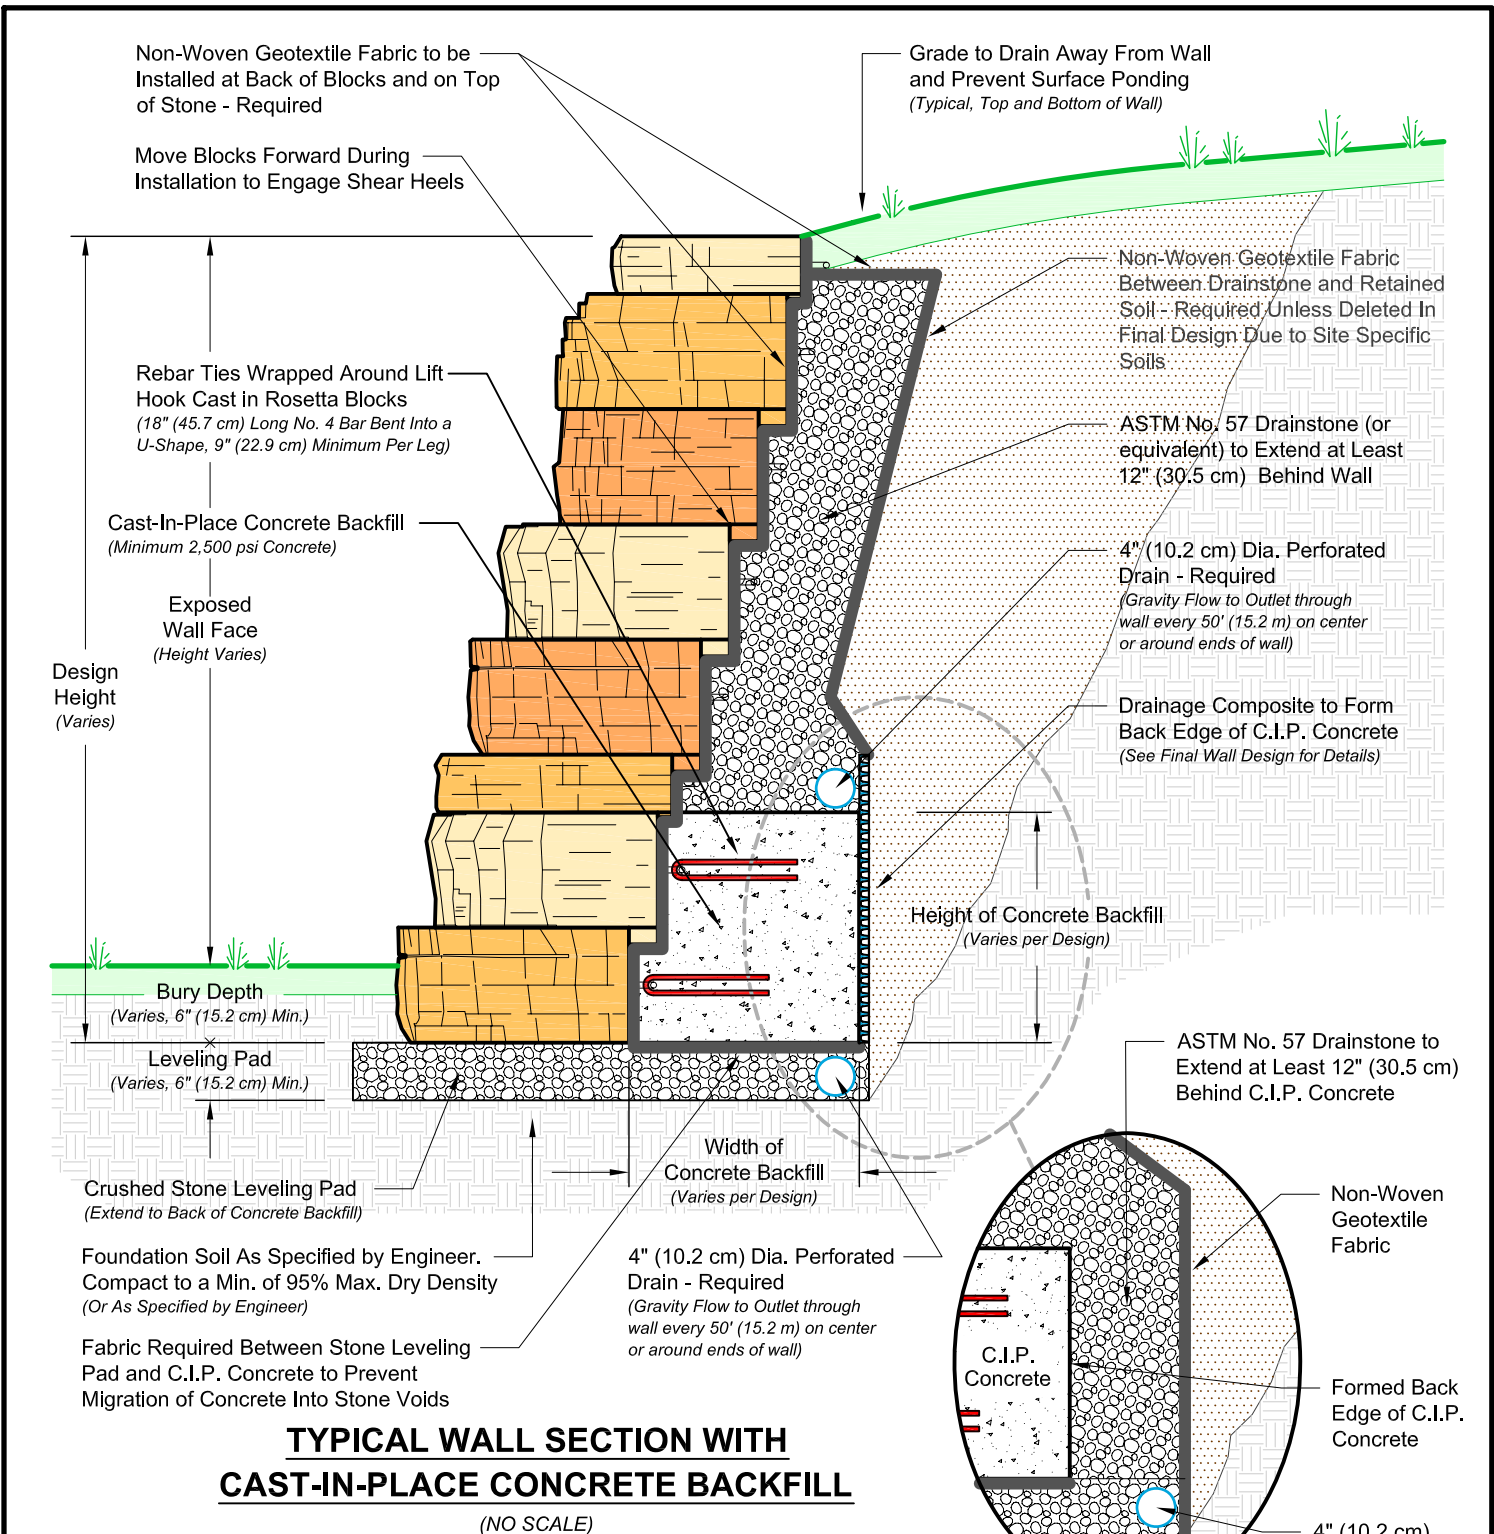 Non-Woven Geotextile Fabric to be
Installed at Back of Blocks and on Top
of Stone - Required
Grade to Drain Away From Wall
and Prevent Surface Ponding
(Typical, Top and Bottom of Wall)
Move Blocks Forward During
Installation to Engage Shear Heels
Non-Woven Geotextile Fabric
Between Drainstone and Retained
Soil - Required Unless Deleted In
Final Design Due to Site Specific
Soils
Rebar Ties Wrapped Around Lift
Hook Cast in Rosetta Blocks
(18" (45.7 cm) Long No. 4 Bar Bent Into a
U-Shape, 9" (22.9 cm) Minimum Per Leg)
ASTM No. 57 Drainstone (or
equivalent) to Extend at Least
12" (30.5 cm) Behind Wall
Cast-In-Place Concrete Backfill
(Minimum 2,500 psi Concrete)
4" (10.2 cm) Dia. Perforated
Drain - Required
(Gravity Flow to Outlet through
wall every 50' (15.2 m) on center
or around ends of wall)
Exposed
Wall Face
(Height Varies)
Design
Height
(Varies)
Drainage Composite to Form
Back Edge of C.I.P. Concrete
(See Final Wall Design for Details)
Height of Concrete Backfill
(Varies per Design)
Bury Depth
(Varies, 6" (15.2 cm) Min.)
Leveling Pad
(Varies, 6" (15.2 cm) Min.)
ASTM No. 57 Drainstone to
Extend at Least 12" (30.5 cm)
Behind C.I.P. Concrete
Width of
Concrete Backfill
(Varies per Design)
Crushed Stone Leveling Pad
(Extend to Back of Concrete Backfill)
Non-Woven
Geotextile
Fabric
Foundation Soil As Specified by Engineer.
Compact to a Min. of 95% Max. Dry Density
(Or As Specified by Engineer)
4" (10.2 cm) Dia. Perforated
Drain - Required
(Gravity Flow to Outlet through
wall every 50' (15.2 m) on center
or around ends of wall)
Fabric Required Between Stone Leveling
Pad and C.I.P. Concrete to Prevent
Migration of Concrete Into Stone Voids
C.I.P.
Concrete
Formed Back
Edge of C.I.P.
Concrete
TYPICAL WALL SECTION WITH
CAST-IN-PLACE CONCRETE BACKFILL
(NO SCALE)
4" (10.2 cm)